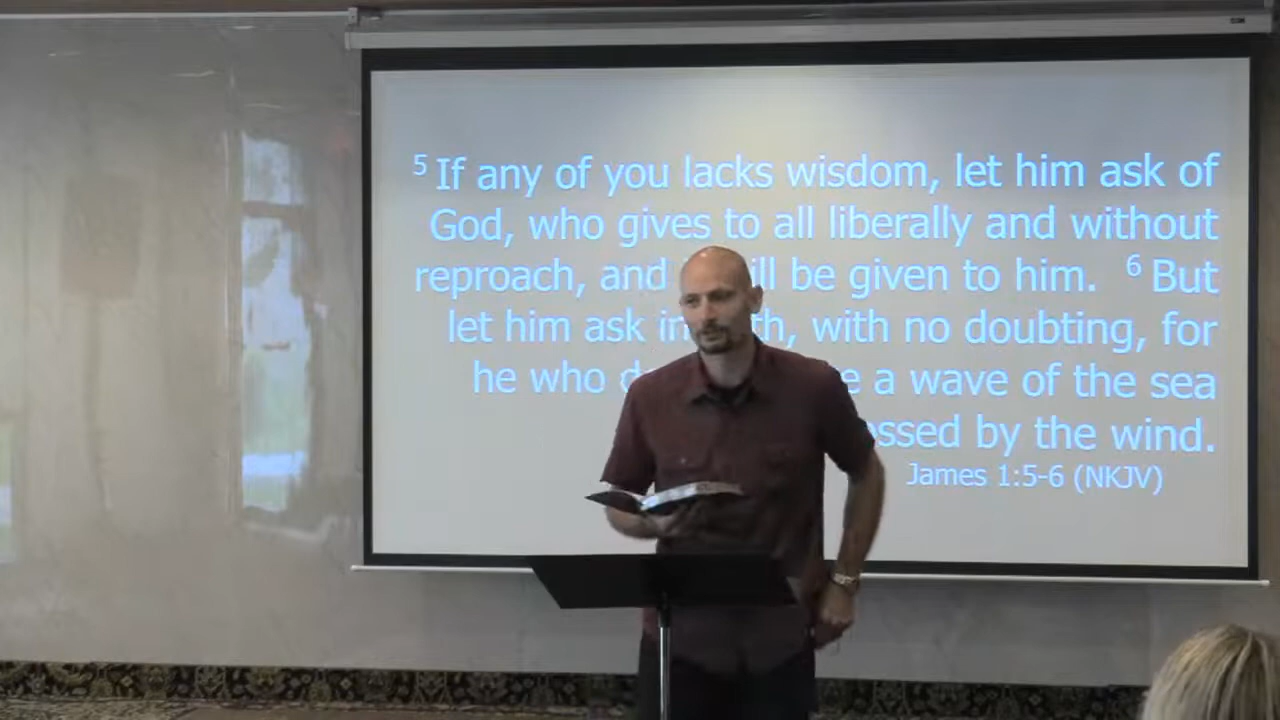 5 If any of you lacks wisdom, let him ask of
God, who gives to all liberally and without
reproach, and will be given to him. 6 But
let him ask in, with no doubting, for
he who a wave of the sea
by the wind.
James 1:5-6 (NKJV)